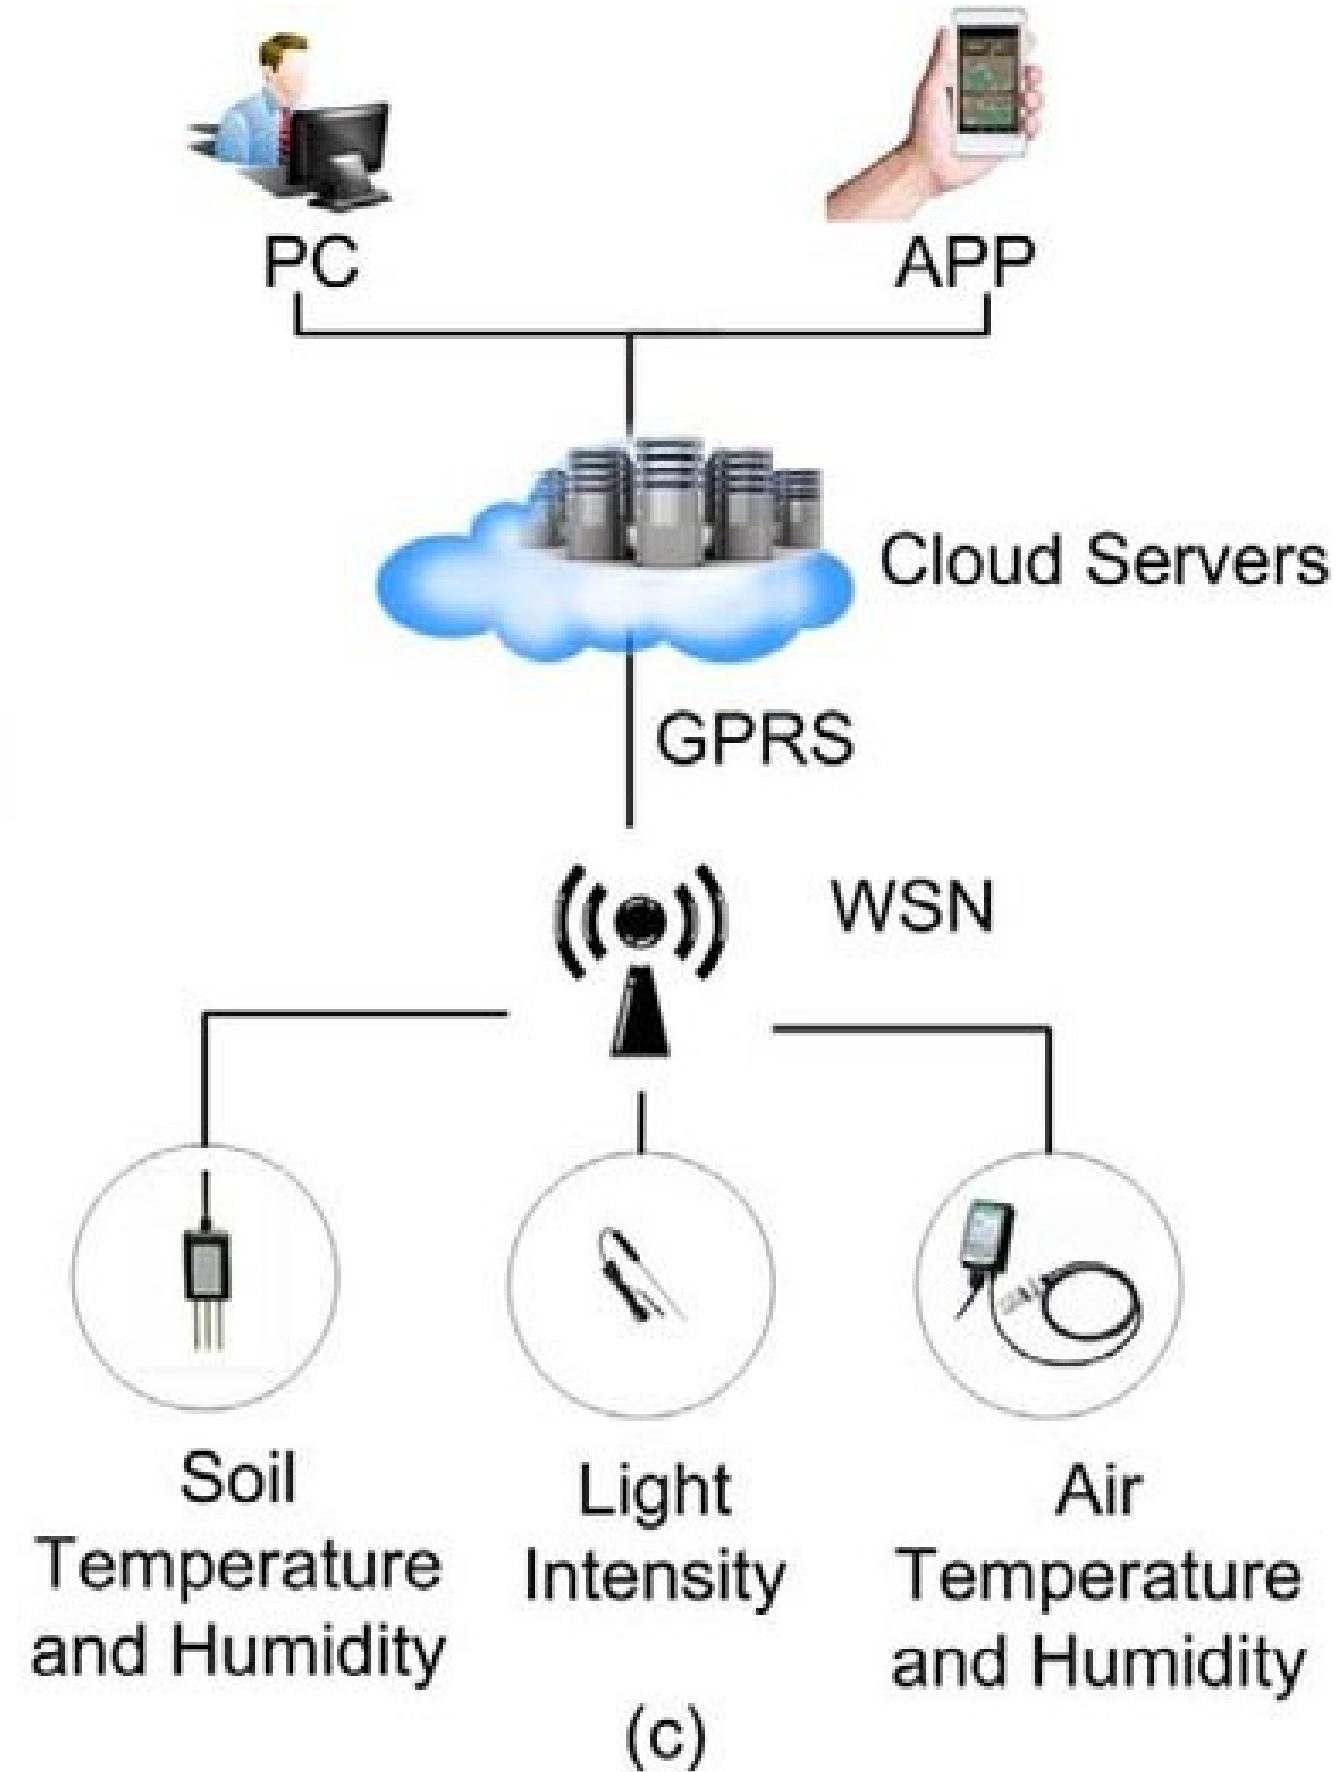 PC
APP
Cloud Servers
GPRS
WSN
Soil
Temperature
and Humidity
Light
Intensity
Air
Temperature
and Humidity
(c)